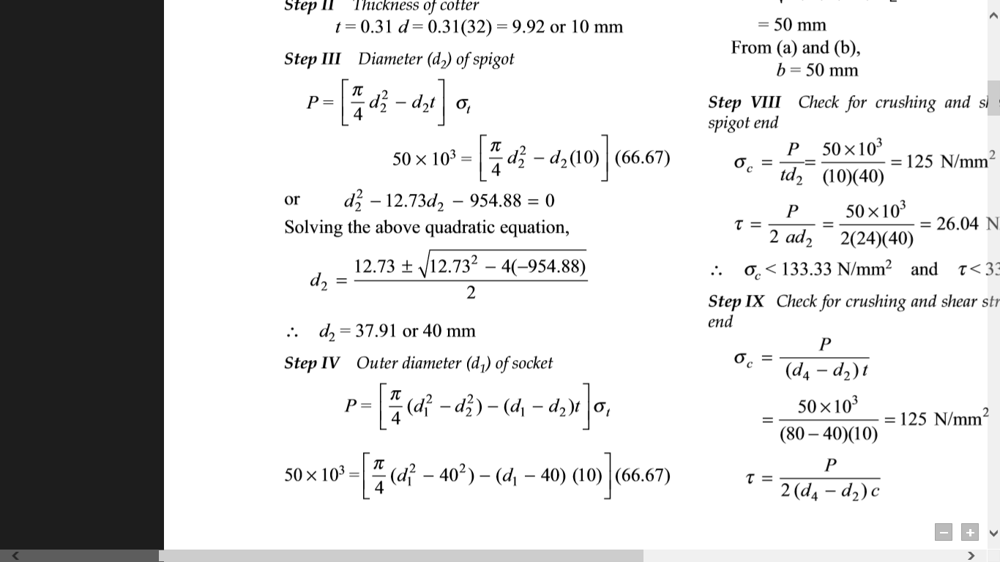 Step II Thickness of cotter
t = 0.31 d = 0.31(32) = 9.92 or 10 mm
Step III Diameter (d₂) of spigot
P = [π/4 d₂² − d₂t] σₜ
50 × 10³ = [π/4 d₂² − d₂(10)] (66.67)
or d₂² − 12.73d₂ − 954.88 = 0
Solving the above quadratic equation,
d₂ = (12.73 ± √(12.73² − 4(−954.88))) / 2
∴ d₂ = 37.91 or 40 mm
Step IV Outer diameter (d₁) of socket
P = [π/4 (d₁² − d₂²) − (d₁ − d₂)t] σₜ
50 × 10³ = [π/4 (d₁² − 40²) − (d₁ − 40) (10)] (66.67)
= 50 mm
From (a) and (b),
b = 50 mm
Step VIII Check for crushing and
spigot end
σ_c = P / td₂ = 50×10³ / (10)(40) = 125 N/mm²
τ = P / 2 ad₂ = 50×10³ / 2(24)(40) = 26.04 N
∴ σ_c < 133.33 N/mm² and τ < 33
Step IX Check for crushing and shear str
end
σ_c = P / (d₄ − d₂) t
= 50×10³ / (80 − 40)(10) = 125 N/mm²
τ = P / 2 (d₄ − d₂) c